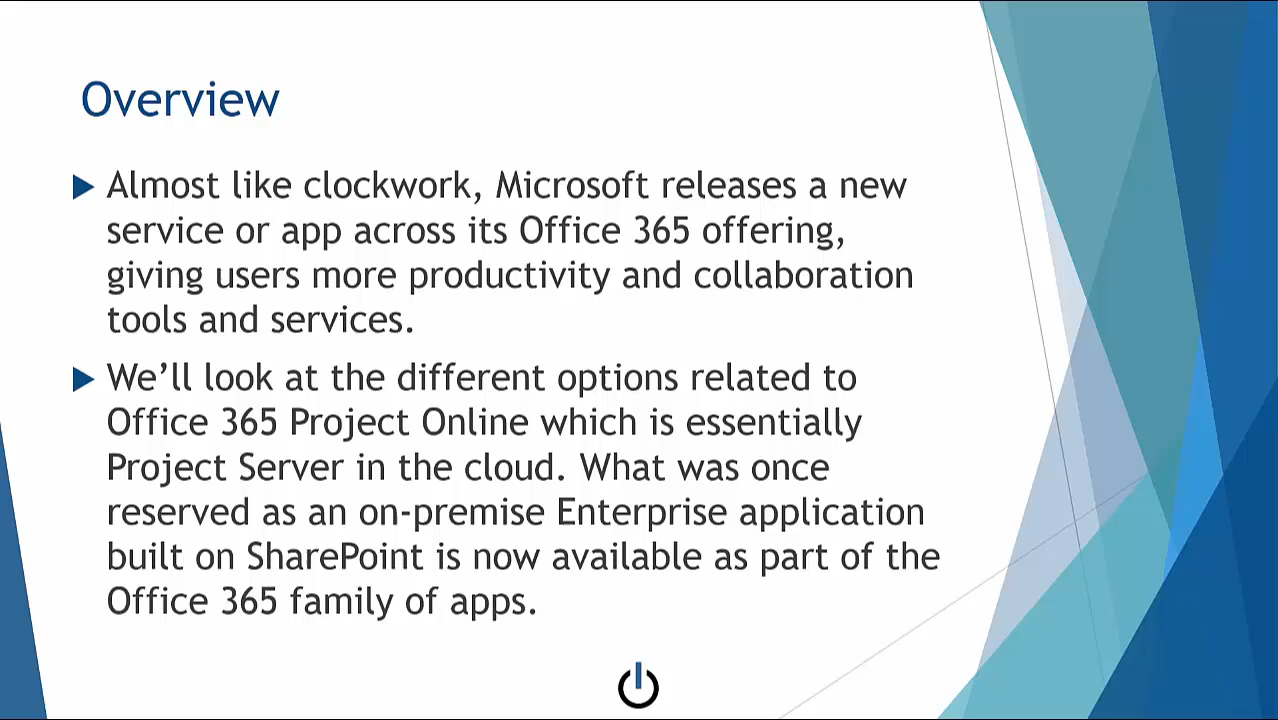 Overview
Almost like clockwork, Microsoft releases a new
service or app across its Office 365 offering,
giving users more productivity and collaboration
tools and services.
We’ll look at the different options related to
Office 365 Project Online which is essentially
Project Server in the cloud. What was once
reserved as an on-premise Enterprise application
built on SharePoint is now available as part of the
Office 365 family of apps.